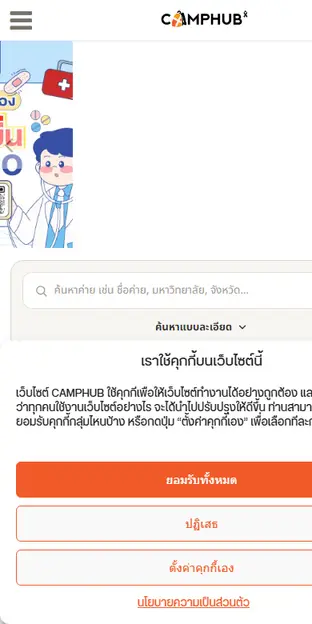 CAMPHUB
อง
ืน
O
ค้นหาค่าย เช่น ชื่อค่าย, มหาวิทยาลัย, จังหวัด...
ค้นหาแบบละเอียด
เราใช้คุกกี้บนเว็บไซต์นี้
เว็บไซต์ CAMPHUB ใช้คุกกี้เพื่อให้เว็บไซต์ทำงานได้อย่างถูกต้อง แล
ว่าทุกคนใช้งานเว็บไซต์อย่างไร จะได้นำไปปรับปรุงให้ดีขึ้น ท่านสามา
ยอมรับคุกกี้กลุ่มไหนบ้าง หรือกดปุ่ม “ตั้งค่าคุกกี้เอง” เพื่อเลือกทีละก
ยอมรับทั้งหมด
ปฏิเสธ
ตั้งค่าคุกกี้เอง
นโยบายความเป็นส่วนตัว